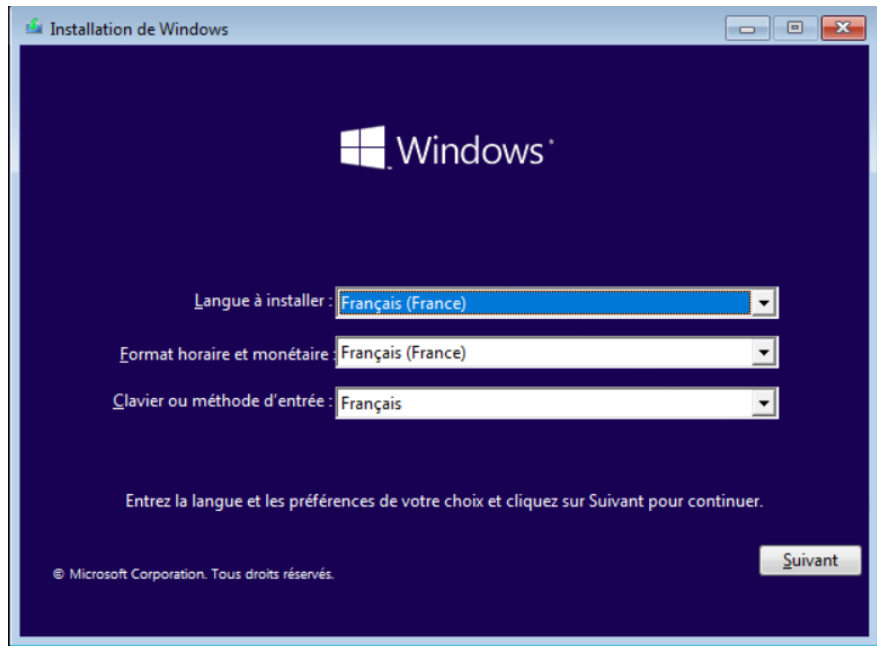 Installation de Windows
Windows
Langue à installer : Français (France)
Format horaire et monétaire : Français (France)
Clavier ou méthode d'entrée : Français
Entrez la langue et les préférences de votre choix et cliquez sur Suivant pour continuer.
Suivant
© Microsoft Corporation. Tous droits réservés.